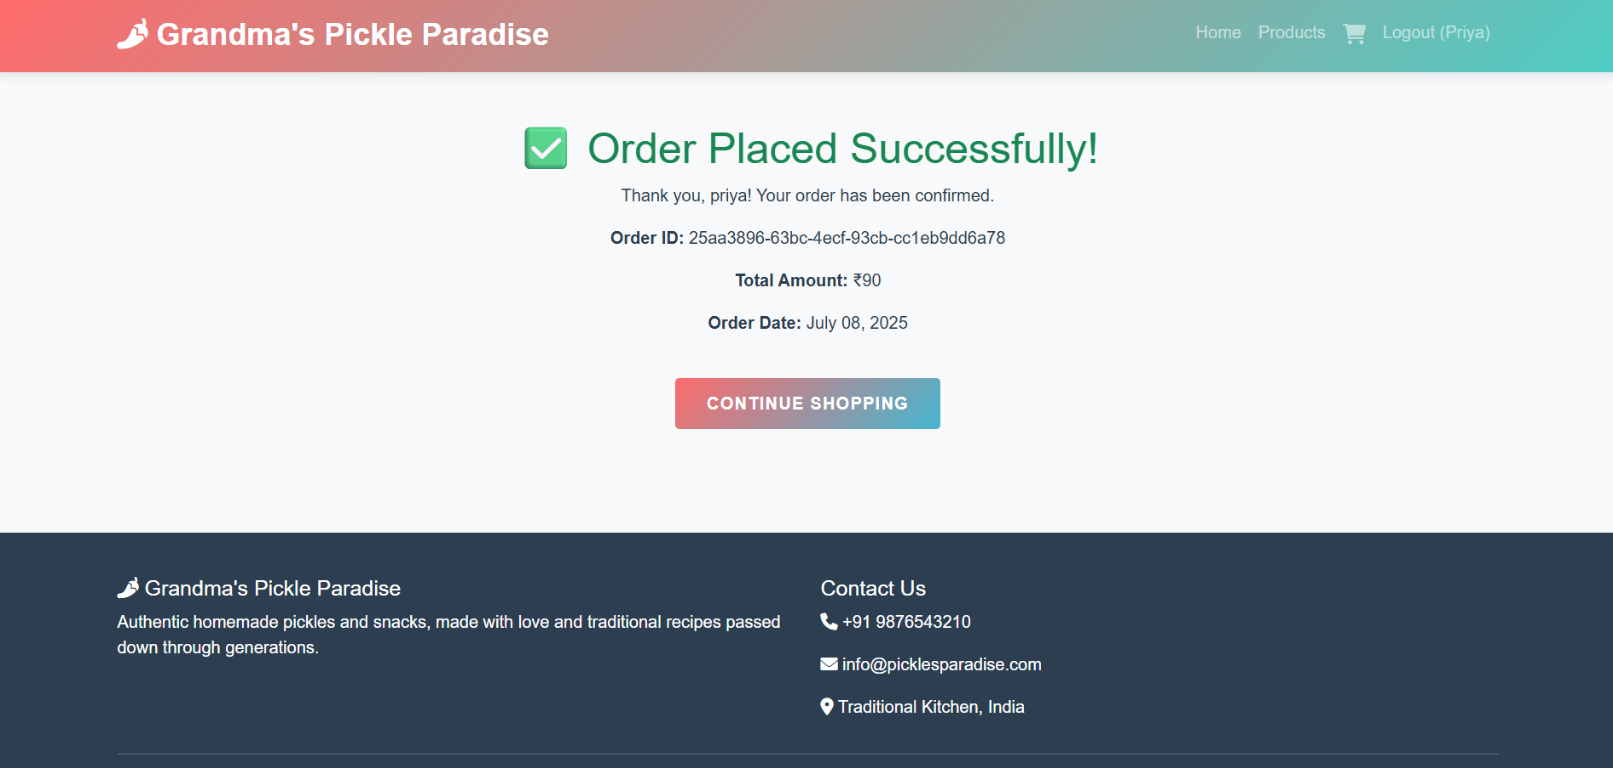 Grandma's Pickle Paradise
Home Products Logout (Priya)
Order Placed Successfully!
Thank you, priya! Your order has been confirmed.
Order ID: 25aa3896-63bc-4ecf-93cb-cc1eb9dd6a78
Total Amount: ₹90
Order Date: July 08, 2025
CONTINUE SHOPPING
Grandma's Pickle Paradise
Authentic homemade pickles and snacks, made with love and traditional recipes passed
down through generations.
Contact Us
+91 9876543210
info@picklesparadise.com
Traditional Kitchen, India